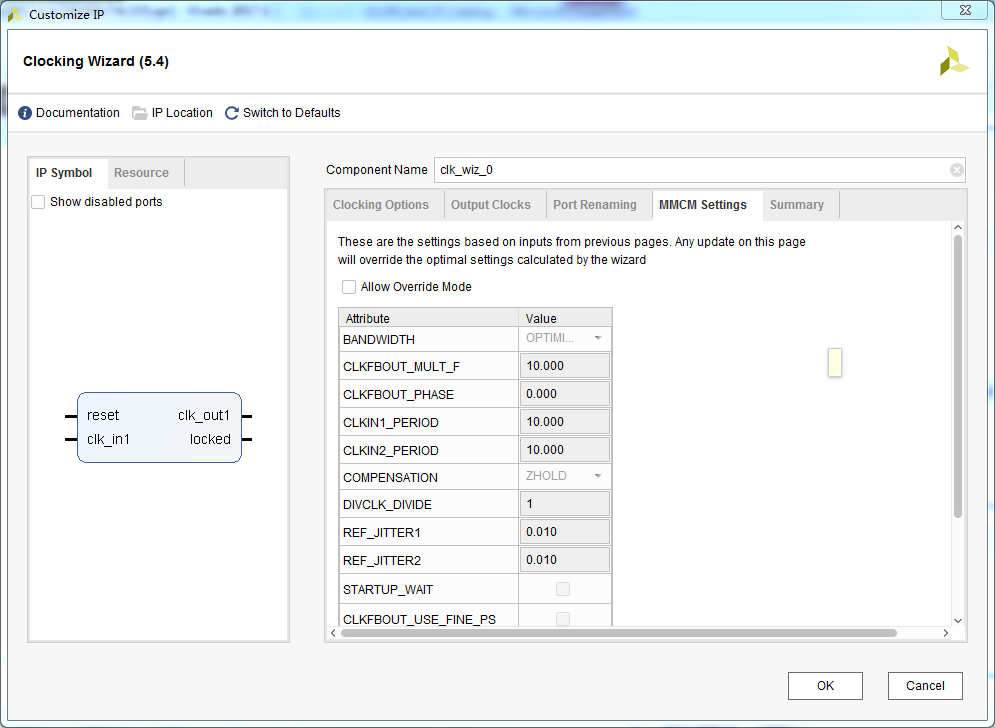 Customize IP
Clocking Wizard (5.4)
Documentation IP Location Switch to Defaults
IP Symbol Resource
Show disabled ports
reset clk_out1
clk_in1 locked
Component Name clk_wiz_0
Clocking Options Output Clocks Port Renaming MMCM Settings Summary
These are the settings based on inputs from previous pages. Any update on this page
will override the optimal settings calculated by the wizard
Allow Override Mode
Attribute Value
BANDWIDTH OPTIMI...
CLKFBOUT_MULT_F 10.000
CLKFBOUT_PHASE 0.000
CLKIN1_PERIOD 10.000
CLKIN2_PERIOD 10.000
COMPENSATION ZHOLD
DIVCLK_DIVIDE 1
REF_JITTER1 0.010
REF_JITTER2 0.010
STARTUP_WAIT
CLKFBOUT_USE_FINE_PS
OK Cancel